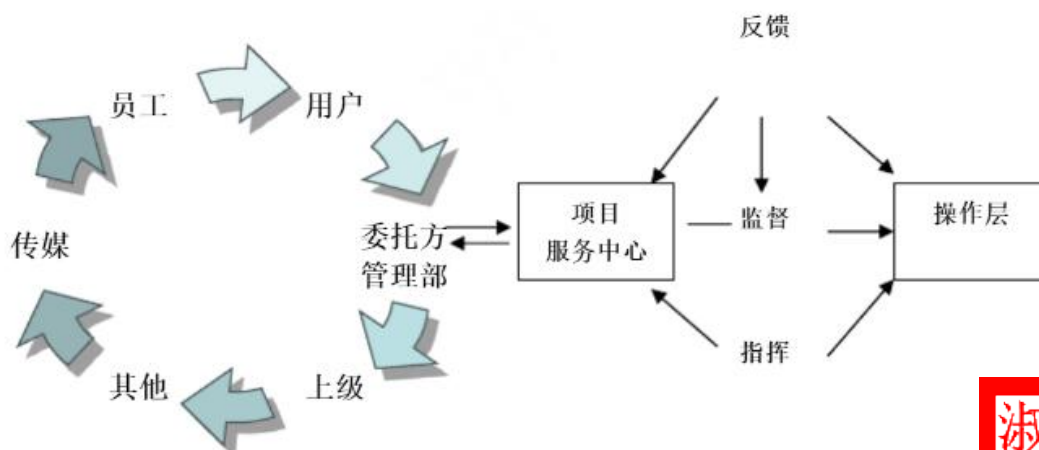 反馈
员工
用户
项目
服务中心
监督
操作层
传媒
委托方
管理部
指挥
其他
上级